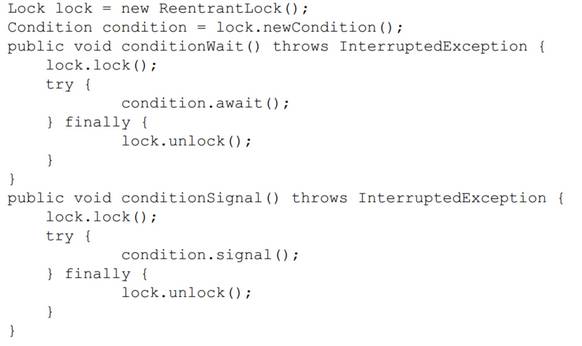 Lock lock = new ReentrantLock();
Condition condition = lock.newCondition();
public void conditionWait() throws InterruptedException {
    lock.lock();
    try {
            condition.await();
    } finally {
            lock.unlock();
    }
}
public void conditionSignal() throws InterruptedException {
    lock.lock();
    try {
            condition.signal();
    } finally {
            lock.unlock();
    }
}